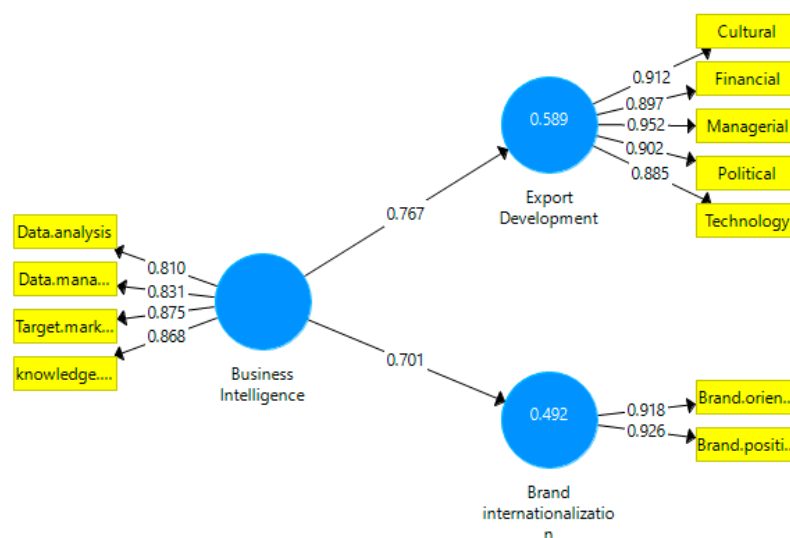 Cultural
0.912
Financial
0.897
0.589
0.952
Managerial
0.902
Political
0.885
Export
Development
Technology
0.767
Data.analysis
0.810
Data.mana...
0.831
0.875
Target.mark...
0.868
knowledge....
Business
Intelligence
0.701
Brand.orien..
0.918
0.492
0.926
Brand.positi..
Brand
internationalizatio
n